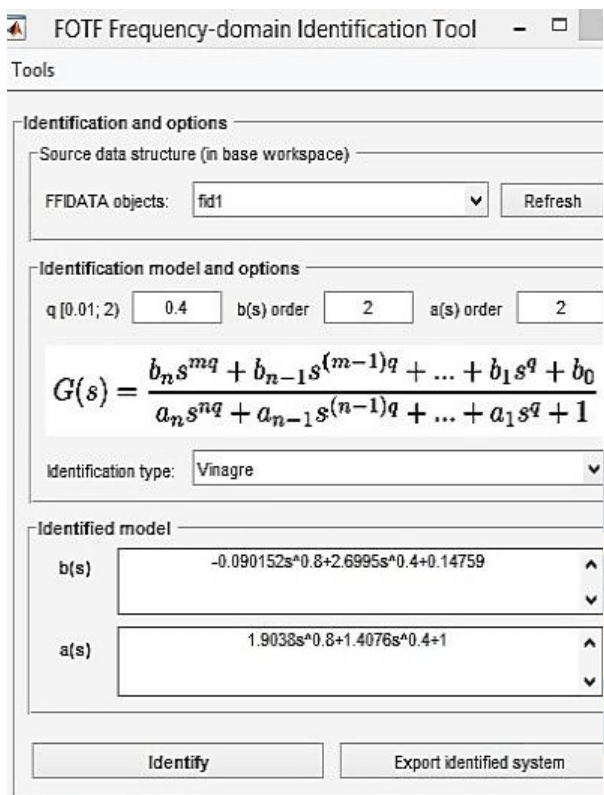 FOTF Frequency-domain Identification Tool
Tools
Identification and options
Source data structure (in base workspace)
FFIDATA objects: fid1 Refresh
Identification model and options
q [0.01; 2) 0.4 b(s) order 2 a(s) order 2
G(s) = \frac{b_n s^{mq} + b_{n-1} s^{(m-1)q} + ... + b_1 s^q + b_0}{a_n s^{nq} + a_{n-1} s^{(n-1)q} + ... + a_1 s^q + 1}
Identification type: Vinagre
Identified model
b(s) -0.090152s^0.8+2.6995s^0.4+0.14759
a(s) 1.9038s^0.8+1.4076s^0.4+1
Identify Export identified system